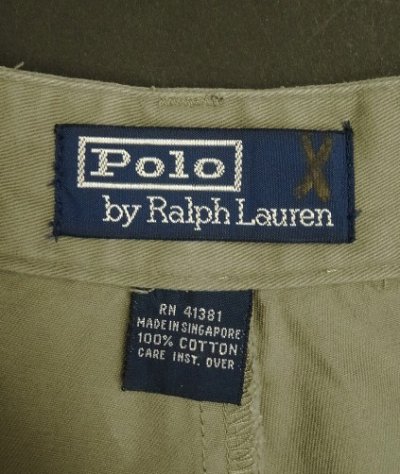 Polo
by Ralph Lauren
X
RN 41381
MADE IN SINGAPORE
100% COTTON
CARE INST. OVER